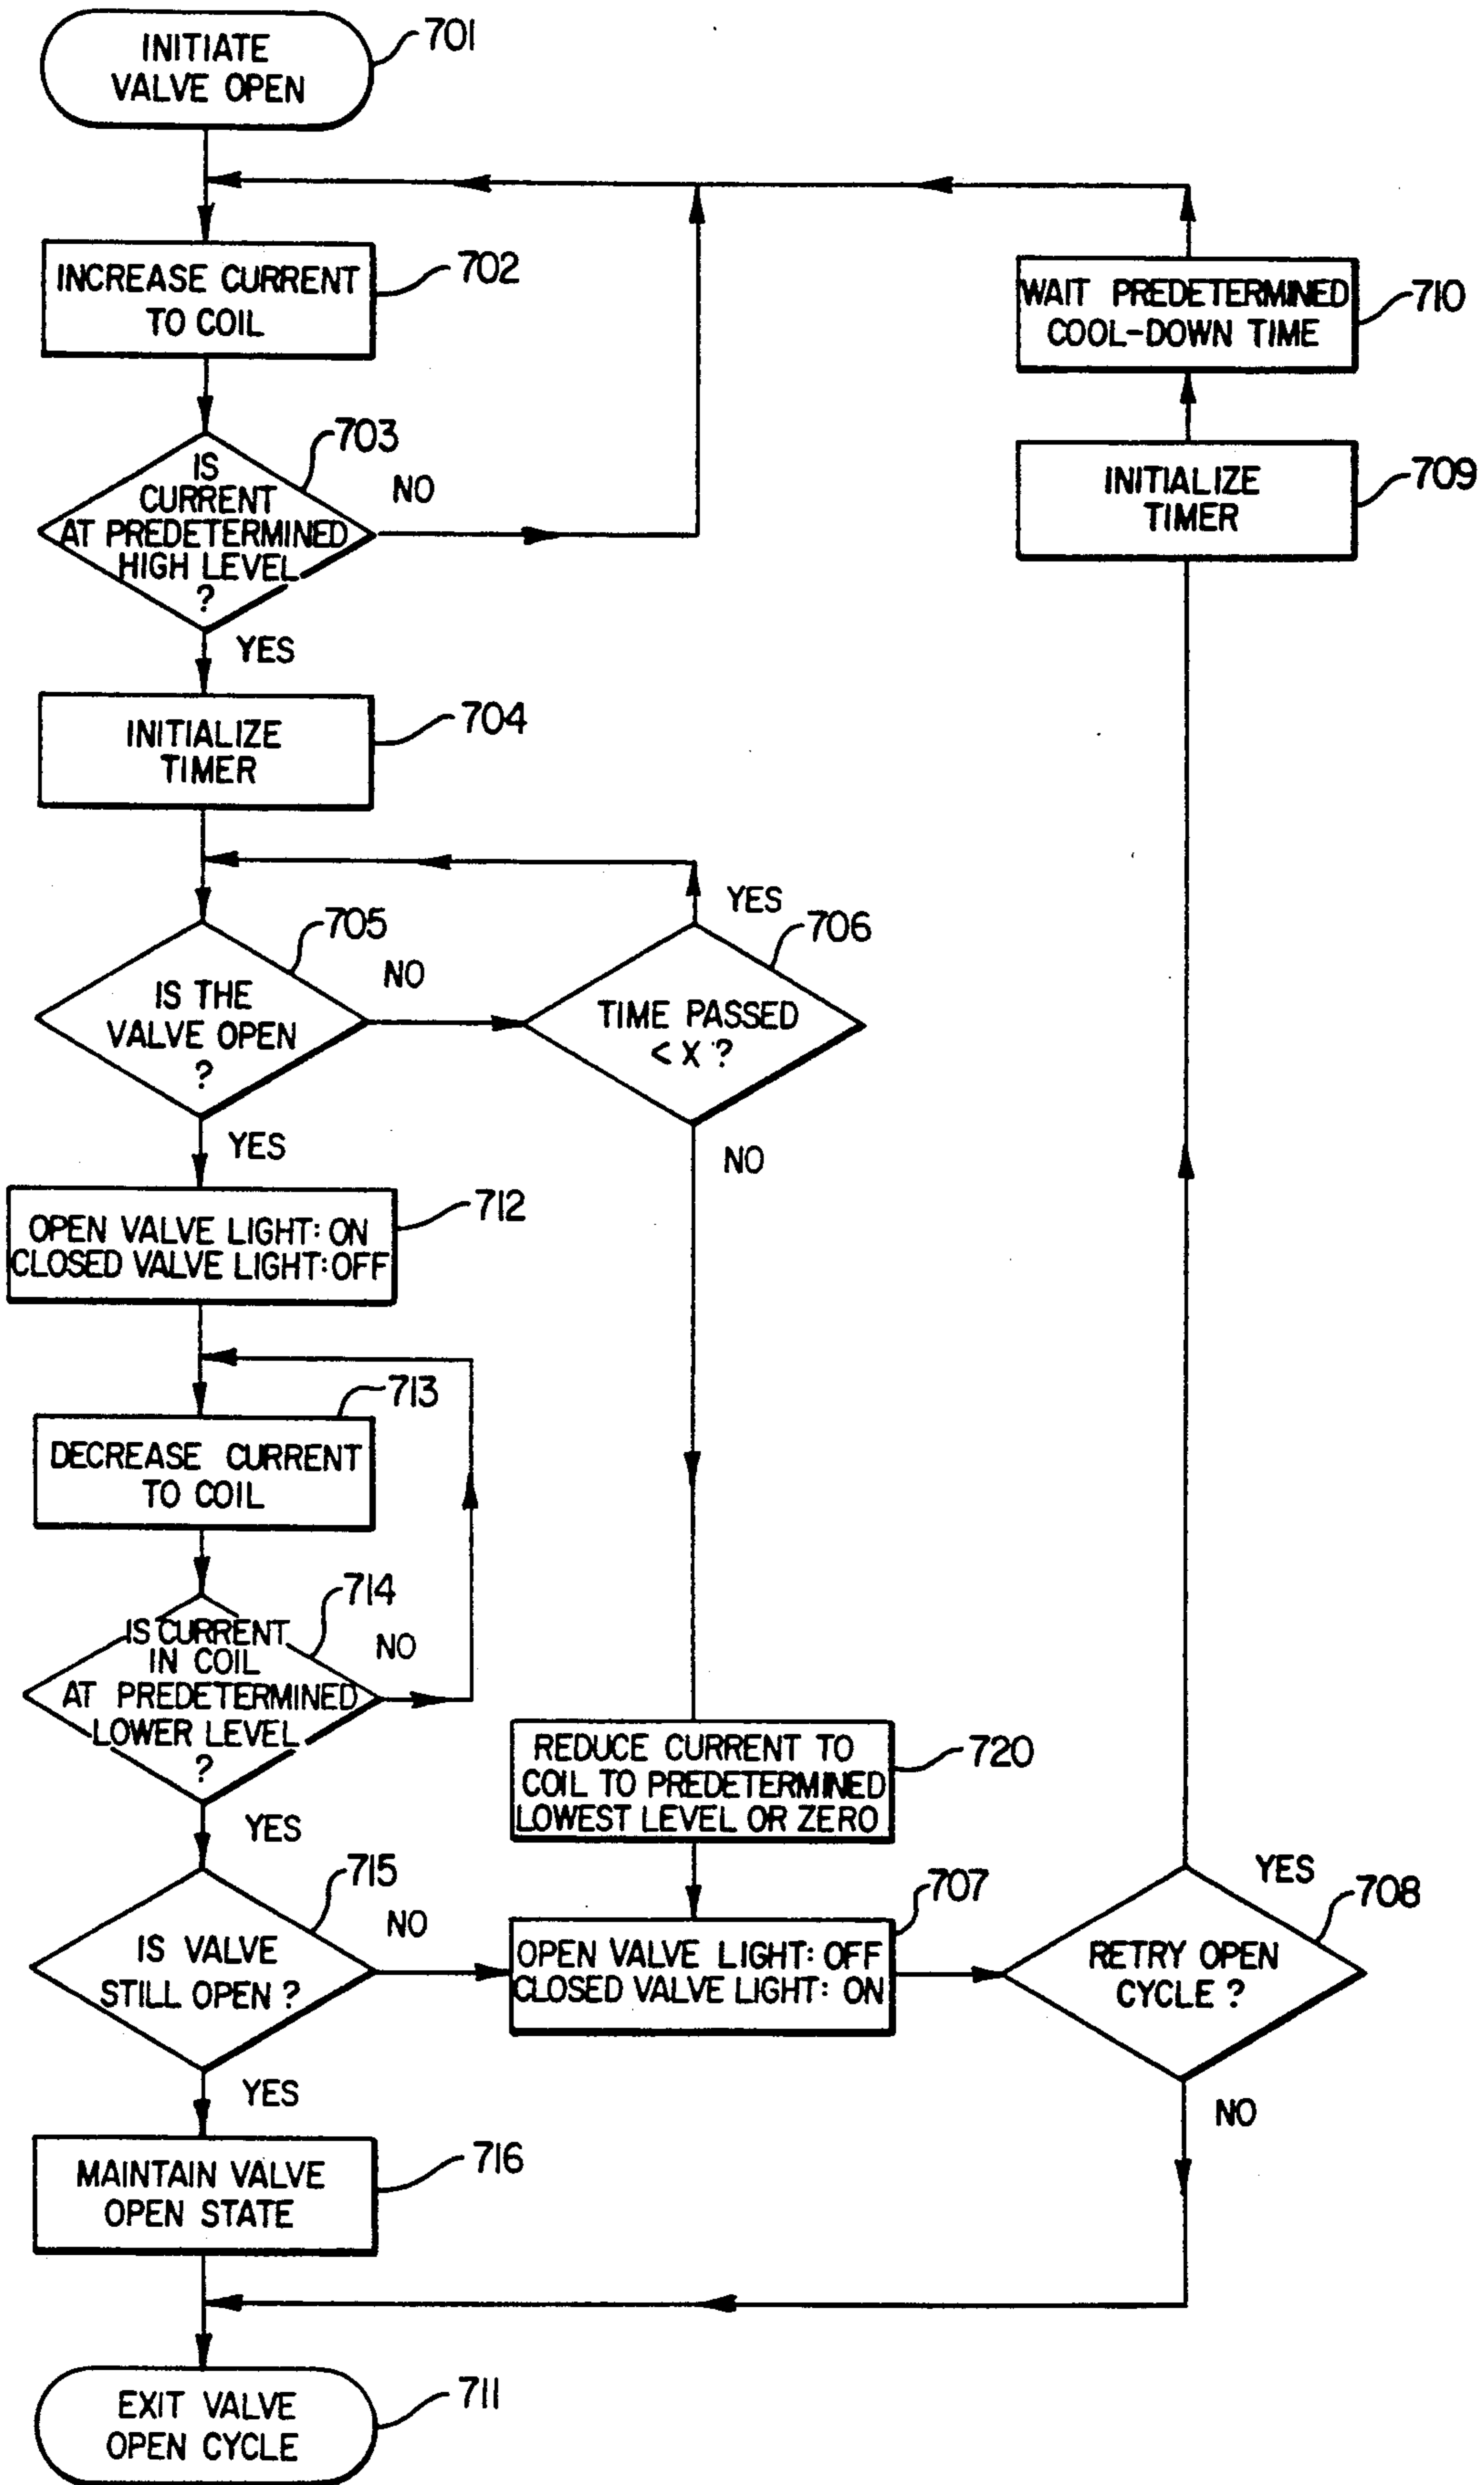 INITIATE
VALVE OPEN
701
INCREASE CURRENT
TO COIL
702
WAIT PREDETERMINED
COOL-DOWN TIME
710
IS
CURRENT
AT PREDETERMINED
HIGH LEVEL
?
703
NO
YES
INITIALIZE
TIMER
709
INITIALIZE
TIMER
704
IS THE
VALVE OPEN
?
705
NO
YES
TIME PASSED
< X ?
706
YES
NO
OPEN VALVE LIGHT: ON
CLOSED VALVE LIGHT: OFF
712
DECREASE CURRENT
TO COIL
713
IS CURRENT
IN COIL
AT PREDETERMINED
LOWER LEVEL
?
714
NO
YES
REDUCE CURRENT TO
COIL TO PREDETERMINED
LOWEST LEVEL OR ZERO
720
IS VALVE
STILL OPEN ?
715
NO
YES
OPEN VALVE LIGHT: OFF
CLOSED VALVE LIGHT: ON
707
RETRY OPEN
CYCLE ?
708
YES
NO
MAINTAIN VALVE
OPEN STATE
716
EXIT VALVE
OPEN CYCLE
711